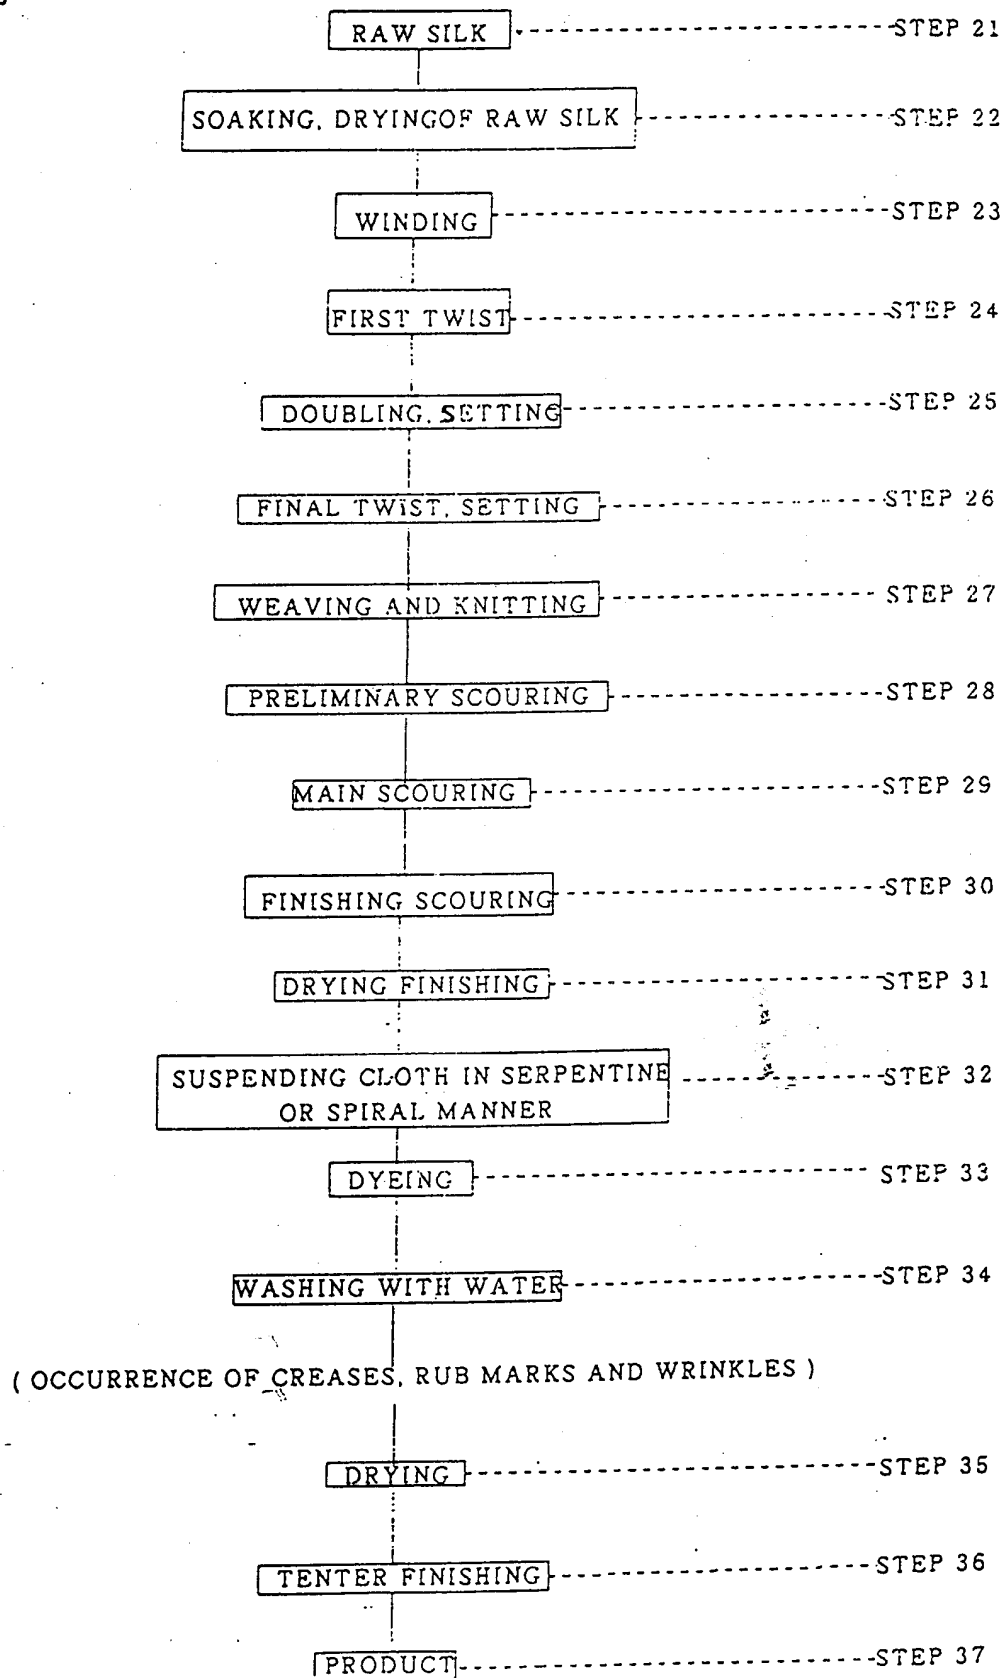 RAW SILK STEP 21
SOAKING, DRYINGOF RAW SILK STEP 22
WINDING STEP 23
FIRST TWIST STEP 24
DOUBLING, SETTING STEP 25
FINAL TWIST, SETTING STEP 26
WEAVING AND KNITTING STEP 27
PRELIMINARY SCOURING STEP 28
MAIN SCOURING STEP 29
FINISHING SCOURING STEP 30
DRYING FINISHING STEP 31
SUSPENDING CLOTH IN SERPENTINE STEP 32
OR SPIRAL MANNER
DYEING STEP 33
WASHING WITH WATER STEP 34
( OCCURRENCE OF CREASES, RUB MARKS AND WRINKLES )
DRYING STEP 35
TENTER FINISHING STEP 36
PRODUCT STEP 37